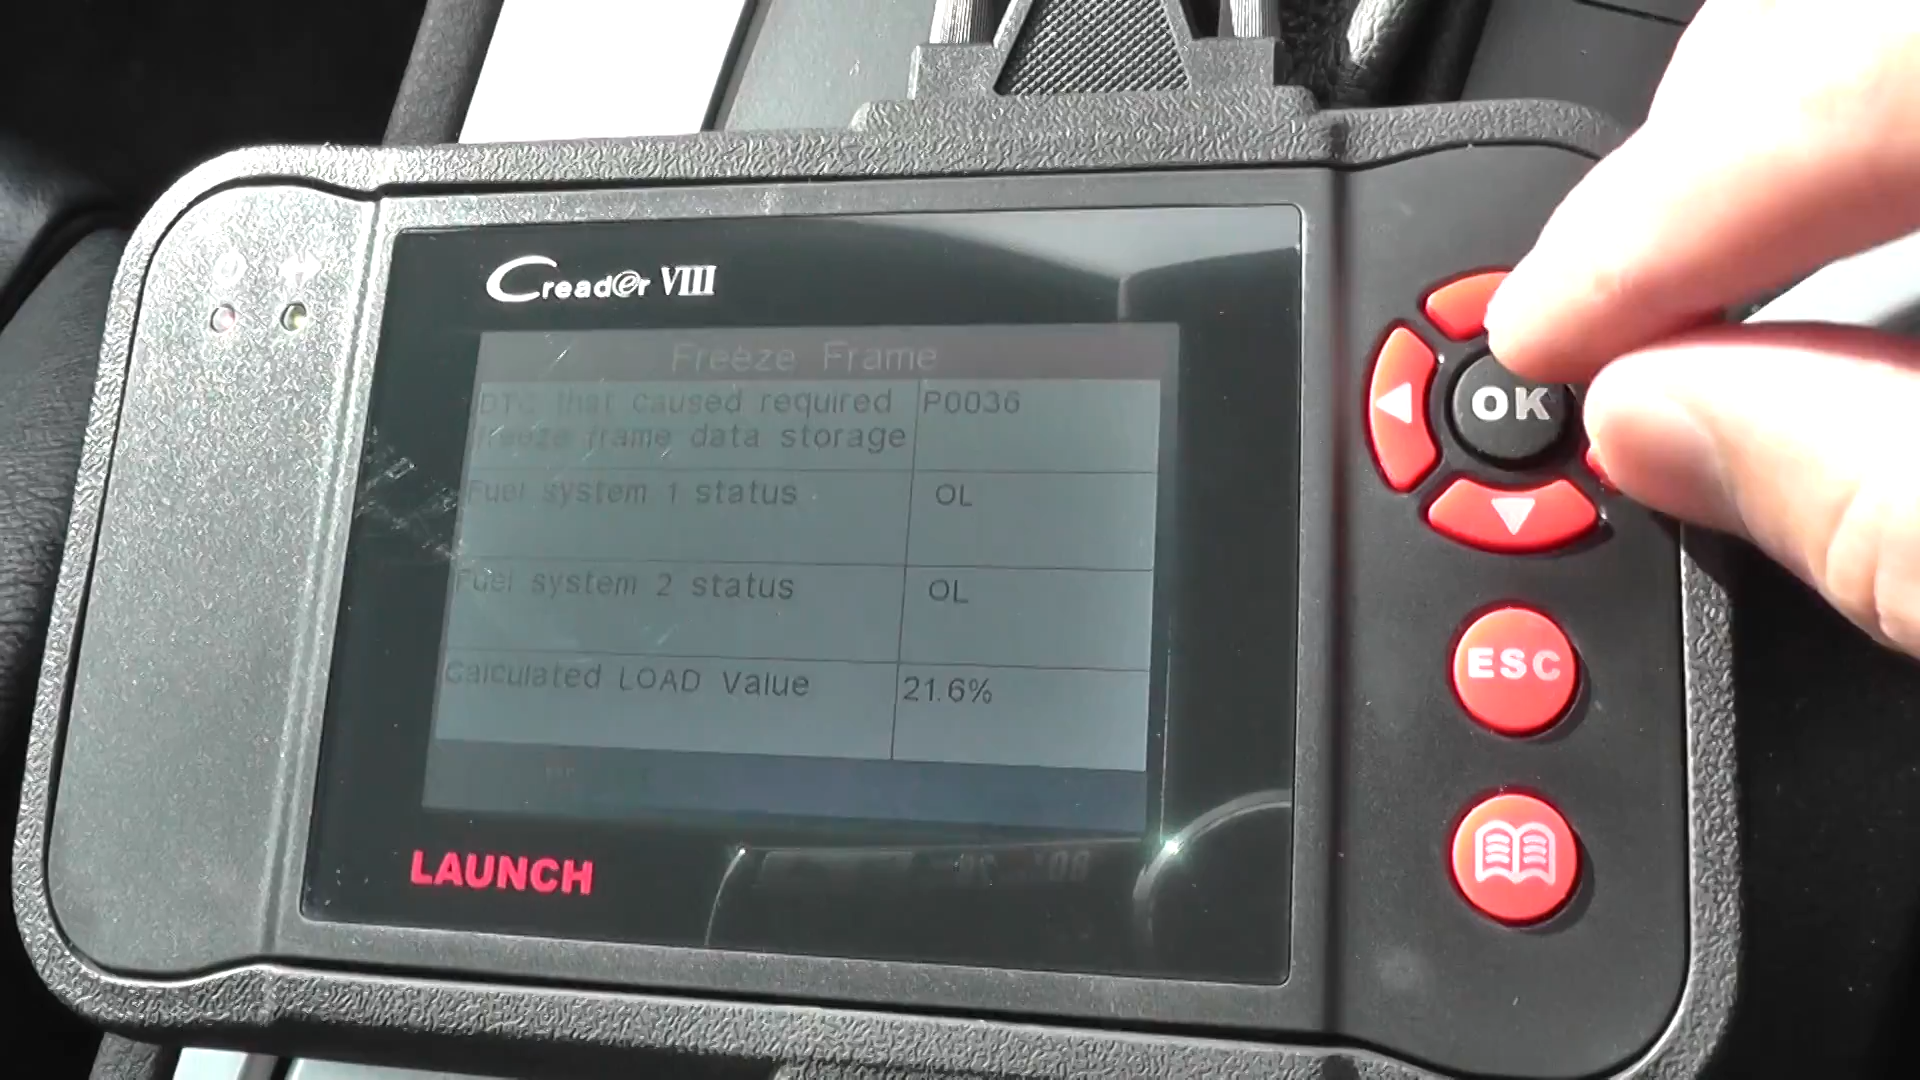 Creader VIII
Freeze Frame
DTC that caused required P0036
freeze frame data storage
Fuel system 1 status OL
Fuel system 2 status OL
Calculated LOAD Value 21.6%
LAUNCH
OK
ESC